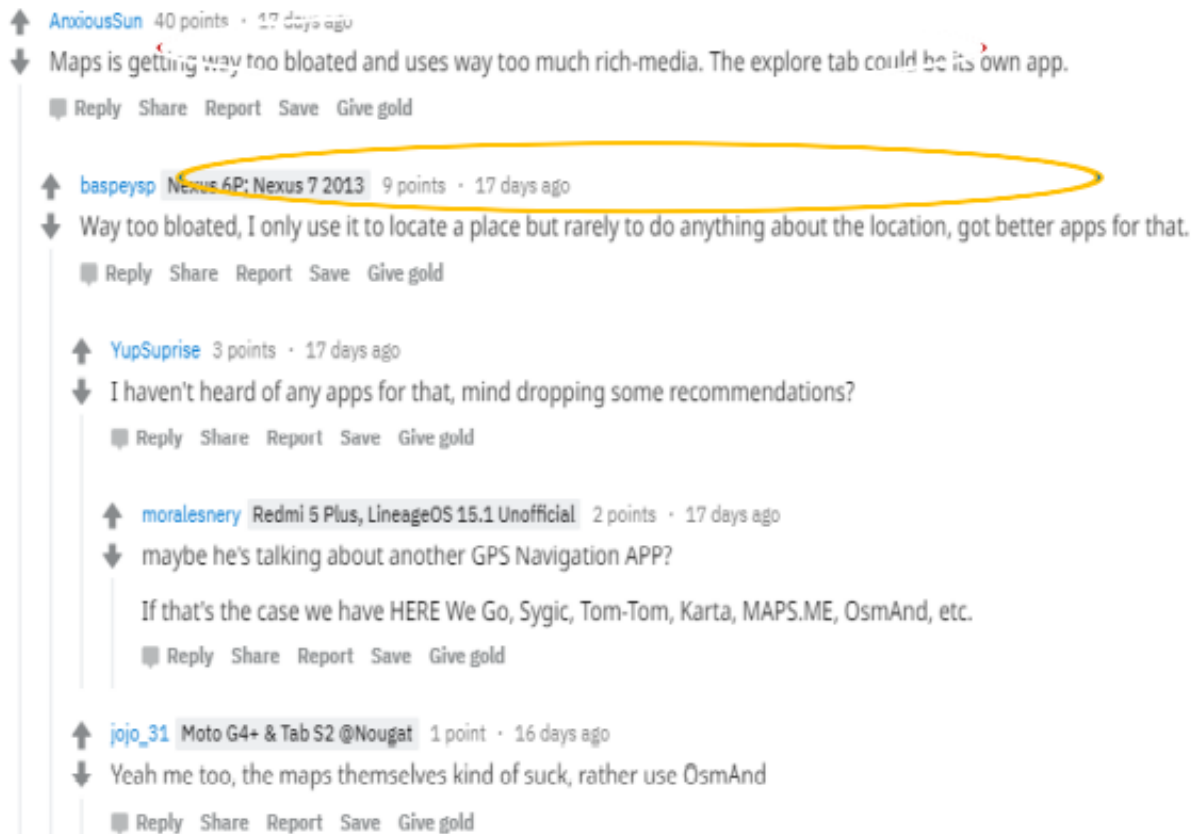 AnxiousSun 40 points · 17 days ago
Maps is getting way too bloated and uses way too much rich-media. The explore tab could be its own app.
Reply Share Report Save Give gold
baspeysp Nexus 6P; Nexus 7 2013 9 points · 17 days ago
Way too bloated, I only use it to locate a place but rarely to do anything about the location, got better apps for that.
Reply Share Report Save Give gold
YupSuprise 3 points · 17 days ago
I haven't heard of any apps for that, mind dropping some recommendations?
Reply Share Report Save Give gold
moralesnery Redmi 5 Plus, LineageOS 15.1 Unofficial 2 points · 17 days ago
maybe he's talking about another GPS Navigation APP?
If that's the case we have HERE We Go, Sygic, Tom-Tom, Karta, MAPS.ME, OsmAnd, etc.
Reply Share Report Save Give gold
jojo_31 Moto G4+ & Tab S2 @Nougat 1 point · 16 days ago
Yeah me too, the maps themselves kind of suck, rather use OsmAnd
Reply Share Report Save Give gold